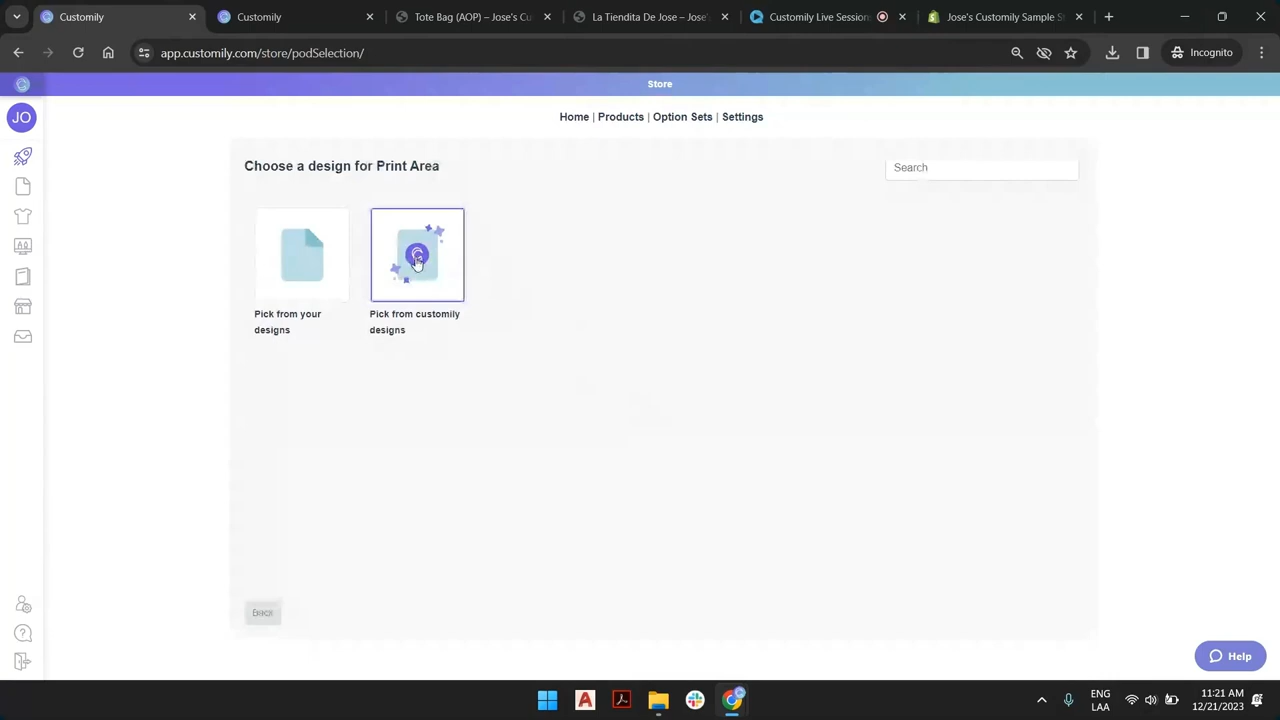 Customily
Customily
Tote Bag (AOP) – Jose's Cu
La Tiendita De Jose – Jose's
Customily Live Session
Jose's Customily Sample S
app.customily.com/store/podSelection/
Incognito
Store
JO
Home | Products | Option Sets | Settings
Choose a design for Print Area
Search
Pick from your
designs
Pick from customily
designs
Back
Help
ENG
LAA
11:21 AM
12/21/2023